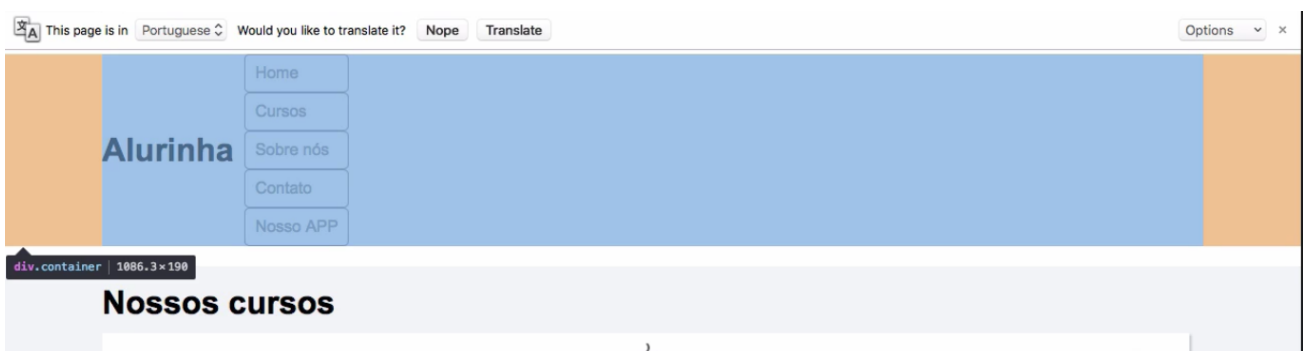 This page is in Portuguese Would you like to translate it? Nope Translate Options ×
Home
Cursos
Alurinha
Sobre nós
Contato
Nosso APP
div.container | 1086.3×190
Nossos cursos